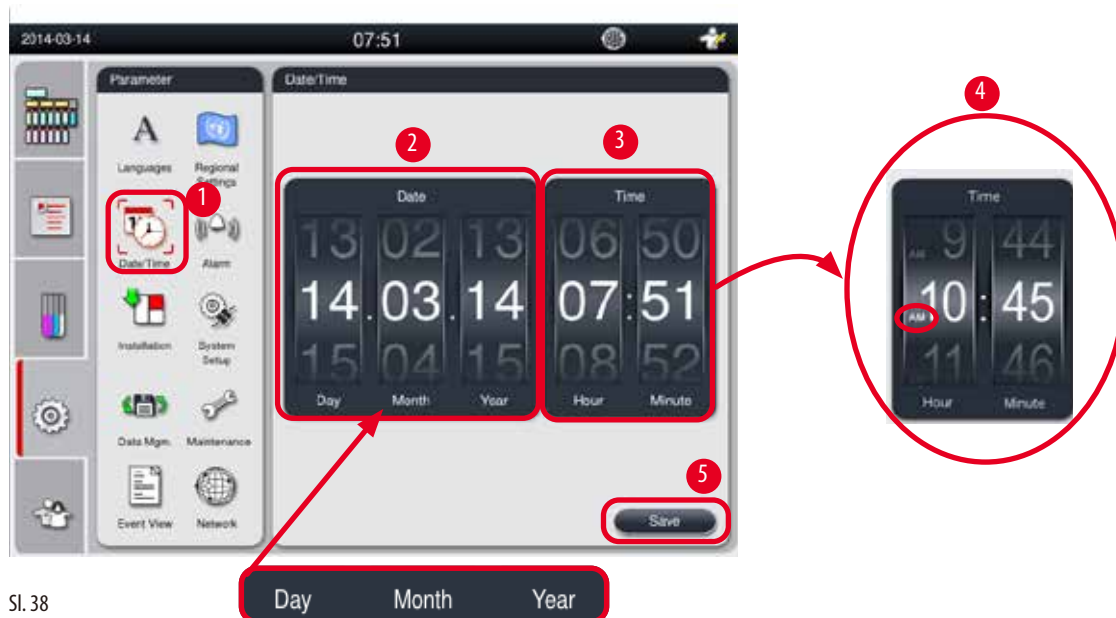 2014-03-14 07:51
Parameter
Date/Time
A
Languages
Regional Settings
1
Date/Time
Alarm
Installation
System Setup
Data Mgm.
Maintenance
Event View
Network
2
Date
13 02 13
14.03.14
15 04 15
Day Month Year
3
Time
06 50
07:51
08 52
Hour Minute
5
Save
4
Time
AM 9 44
AM 10:45
11 46
Hour Minute
Day Month Year
Sl. 38